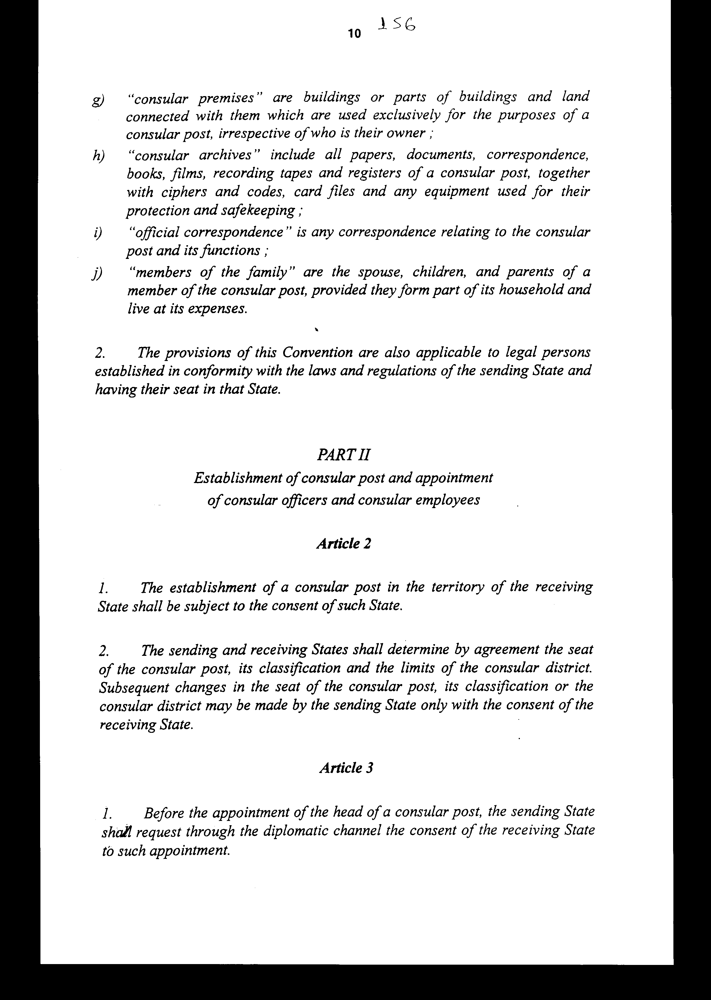 10 156
g) “consular premises” are buildings or parts of buildings and land
connected with them which are used exclusively for the purposes of a
consular post, irrespective of who is their owner ;
h) “consular archives” include all papers, documents, correspondence,
books, films, recording tapes and registers of a consular post, together
with ciphers and codes, card files and any equipment used for their
protection and safekeeping ;
i) “official correspondence” is any correspondence relating to the consular
post and its functions ;
j) “members of the family” are the spouse, children, and parents of a
member of the consular post, provided they form part of its household and
live at its expenses.
2. The provisions of this Convention are also applicable to legal persons
established in conformity with the laws and regulations of the sending State and
having their seat in that State.
PART II
Establishment of consular post and appointment
of consular officers and consular employees
Article 2
1. The establishment of a consular post in the territory of the receiving
State shall be subject to the consent of such State.
2. The sending and receiving States shall determine by agreement the seat
of the consular post, its classification and the limits of the consular district.
Subsequent changes in the seat of the consular post, its classification or the
consular district may be made by the sending State only with the consent of the
receiving State.
Article 3
1. Before the appointment of the head of a consular post, the sending State
shall request through the diplomatic channel the consent of the receiving State
to such appointment.